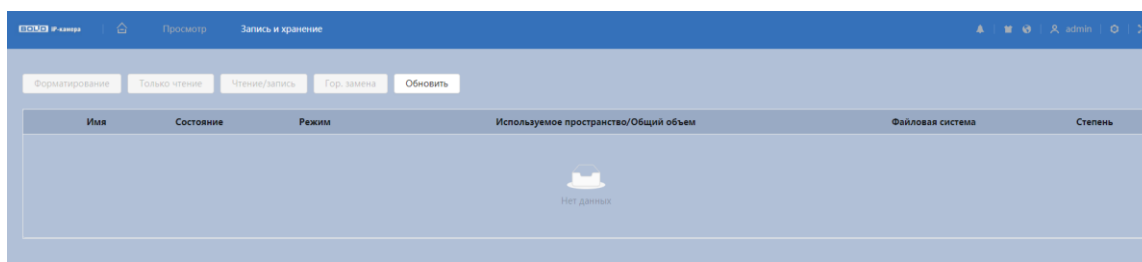 BOLID IP-камера Просмотр Запись и хранение admin
Форматирование Только чтение Чтение/запись Гор. замена Обновить
Имя Состояние Режим Используемое пространство/Общий объем Файловая система Степень
Нет данных